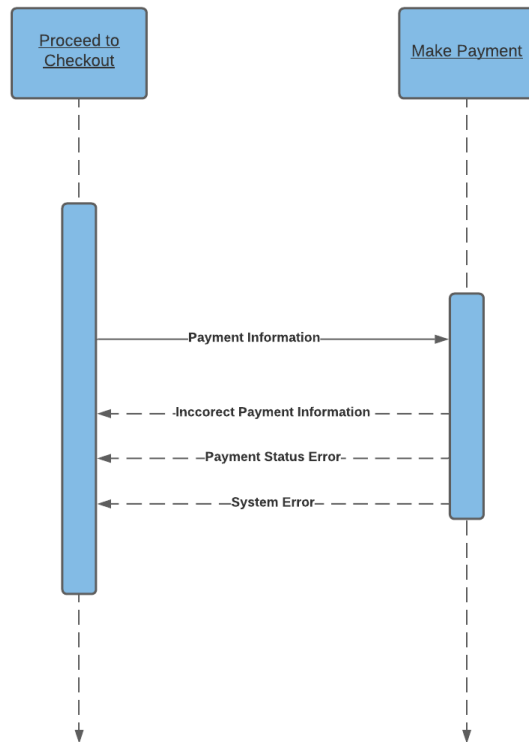 Proceed to
Checkout
Make Payment
Payment Information
Inccorect Payment Information
Payment Status Error
System Error